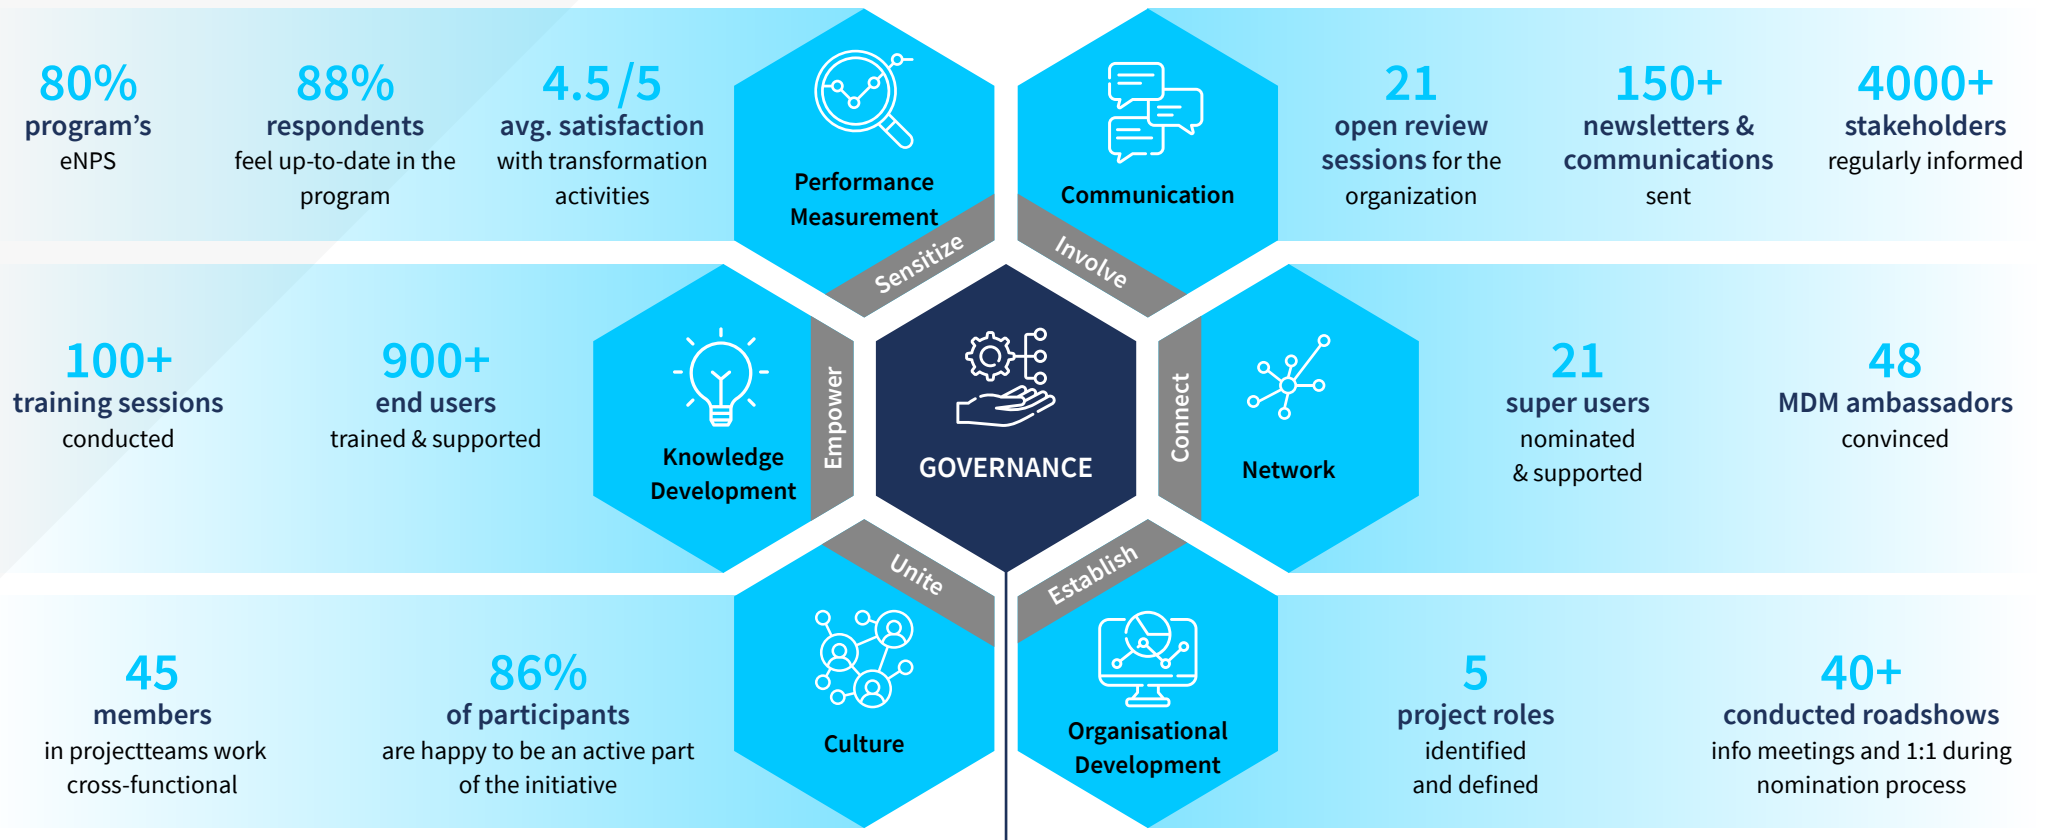 80%
program's
eNPS
88%
respondents
feel up-to-date in the
program
4.5/5
avg. satisfaction
with transformation
activities
Performance
Measurement
Sensitize
Communication
Involve
21
open review
sessions for the
organization
150+
newsletters &
communications
sent
4000+
stakeholders
regularly informed
100+
training sessions
conducted
900+
end users
trained & supported
Knowledge
Development
Empower
GOVERNANCE
Connect
Network
21
super users
nominated
& supported
48
MDM ambassadors
convinced
45
members
in projectteams work
cross-functional
86%
of participants
are happy to be an active part
of the initiative
Unite
Culture
Establish
Organisational
Development
5
project roles
identified
and defined
40+
conducted roadshows
info meetings and 1:1 during
nomination process